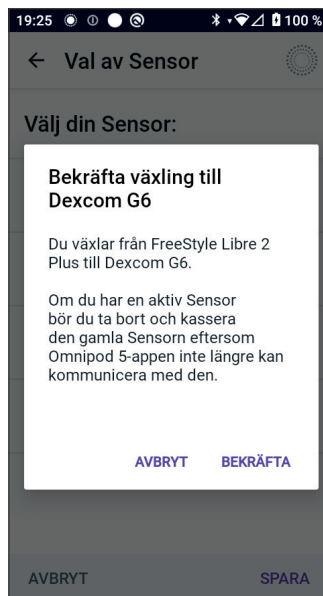 19:25 100 %
Val av Sensor
Välj din Sensor:
Bekräfta växling till
Dexcom G6
Du växlar från FreeStyle Libre 2
Plus till Dexcom G6.
Om du har en aktiv Sensor
bör du ta bort och kassera
den gamla Sensorn eftersom
Omnipod 5-appen inte längre kan
kommunicera med den.
AVBRYT BEKRÄFTA
AVBRYT SPARA